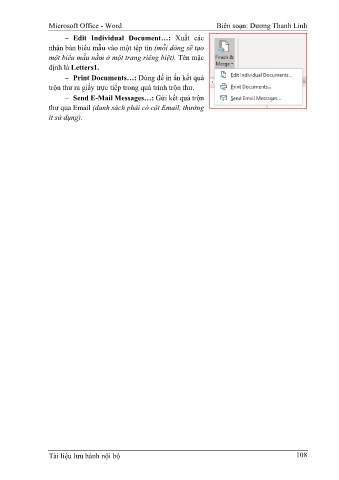 Microsoft Office - Word Biên soạn: Dương Thanh Linh
− Edit Individual Document…: Xuất các
nhận bản biểu mẫu vào một tệp tin (mỗi dòng sẽ tạo
một biểu mẫu nằm ở một trang riêng biệt). Tên mặc
định là Letters1.
− Print Documents…: Dùng để in ấn kết quả
trộn thư ra giấy trực tiếp trong quá trình trộn thư.
− Send E-Mail Messages…: Gửi kết quả trộn
thư qua Email (danh sách phải có cột Email, thường
ít sử dụng).
Finish &
Merge
Edit Individual Documents...
Print Documents...
Send Email Messages...
Tài liệu lưu hành nội bộ 108